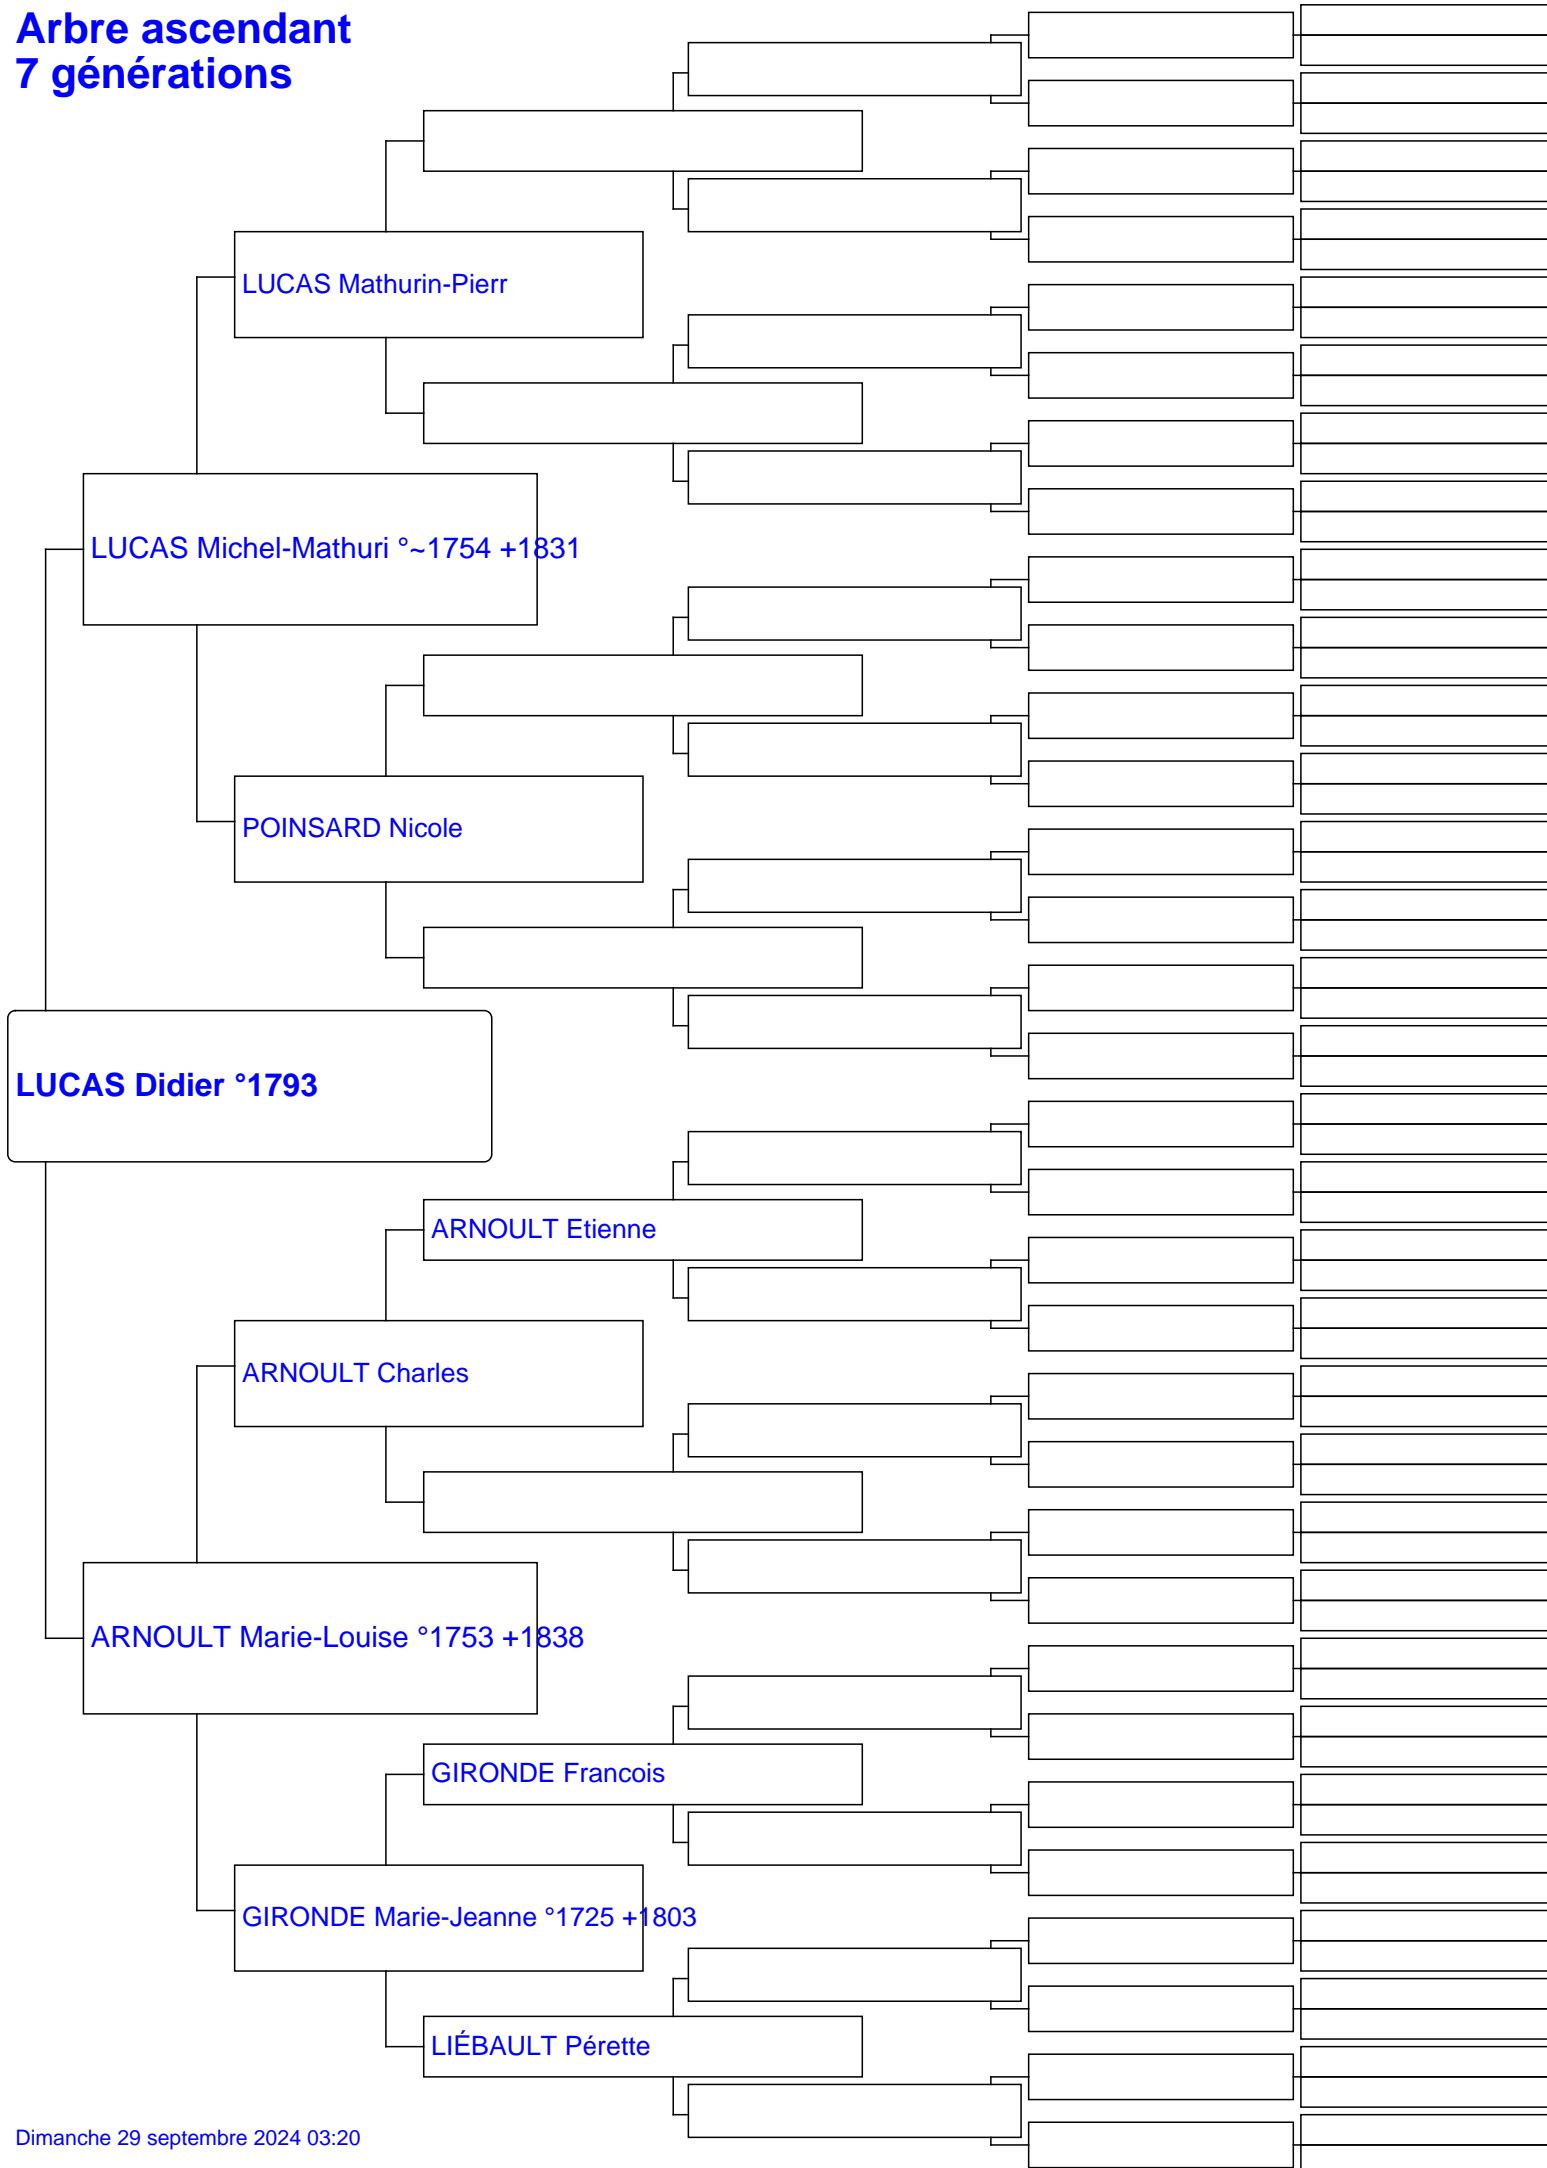 Arbre ascendant
7 générations
LUCAS Mathurin-Pierr
LUCAS Michel-Mathuri °~1754 +1831
POINSARD Nicole
LUCAS Didier °1793
ARNOULT Etienne
ARNOULT Charles
ARNOULT Marie-Louise °1753 +1838
GIRONDE Francois
GIRONDE Marie-Jeanne °1725 +1803
LIÉBAULT Pérette
Dimanche 29 septembre 2024 03:20